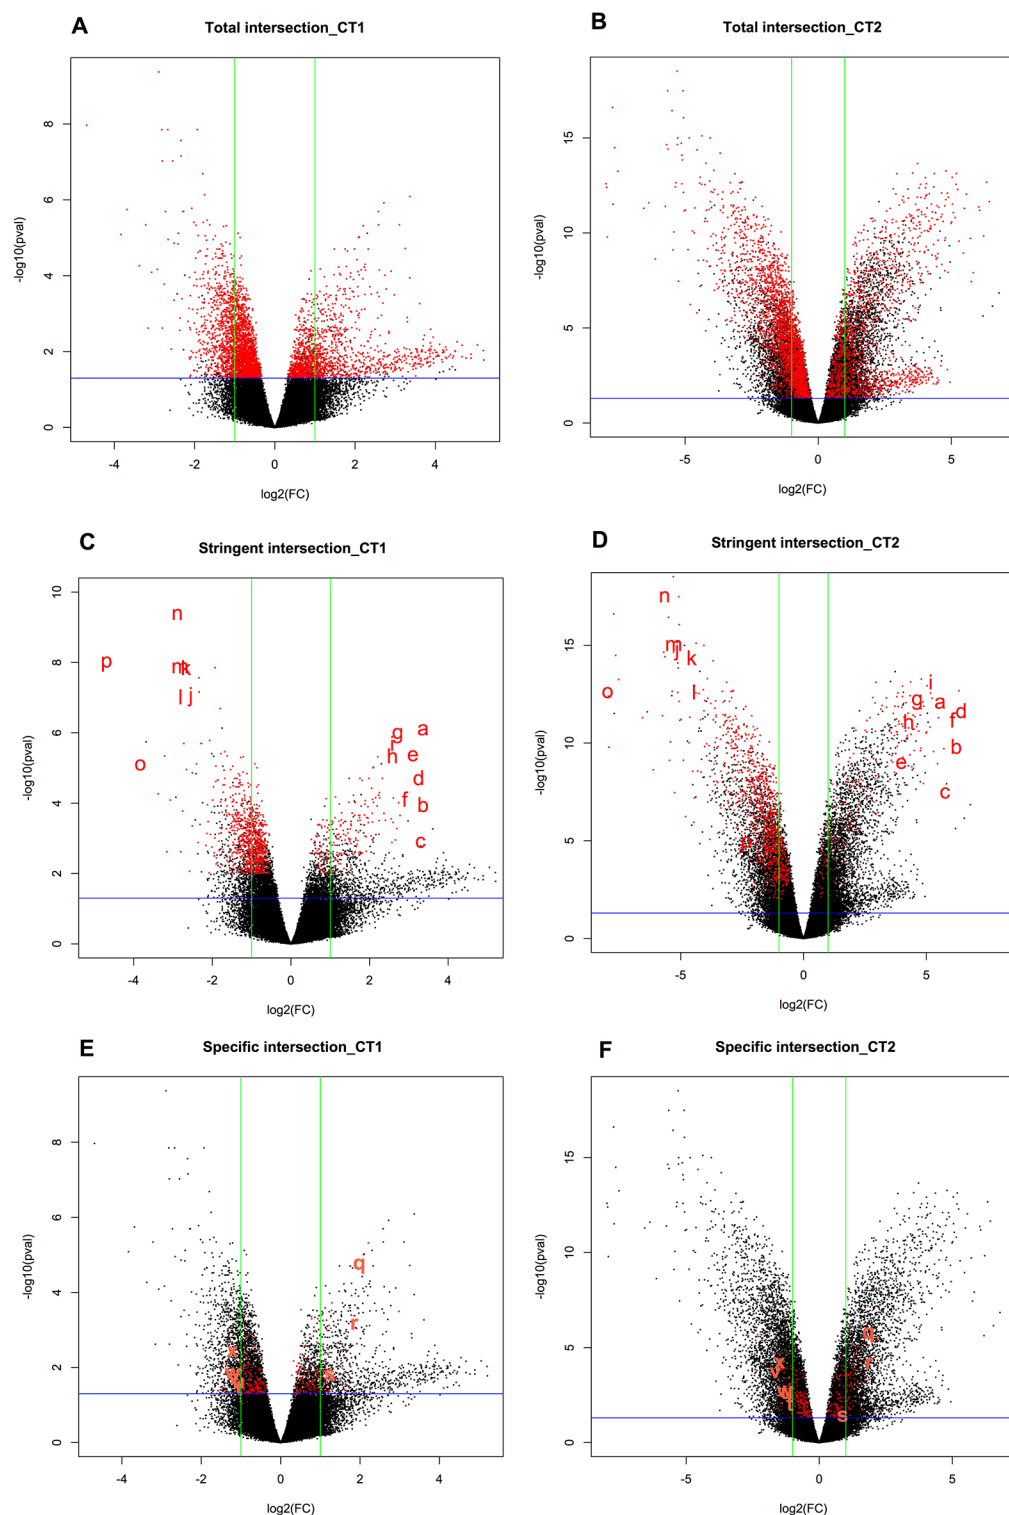 A
Total intersection_CT1
-log10(pval)
8
6
4
2
0
-4
-2
0
2
4
log2(FC)
B
Total intersection_CT2
-log10(pval)
15
10
5
0
-5
0
5
log2(FC)
C
Stringent intersection_CT1
-log10(pval)
10
8
6
4
2
0
n
p
m
k
l
j
o
a
g
i
h
e
d
f
b
c
-4
-2
0
2
4
log2(FC)
D
Stringent intersection_CT2
-log10(pval)
15
10
5
0
n
m
j
k
l
o
p
i
g
a
d
h
f
b
e
c
-5
0
5
log2(FC)
E
Specific intersection_CT1
-log10(pval)
8
6
4
2
0
q
r
x
s
-4
-2
0
2
4
log2(FC)
F
Specific intersection_CT2
-log10(pval)
15
10
5
0
q
r
x
v
w
t
s
-5
0
5
log2(FC)